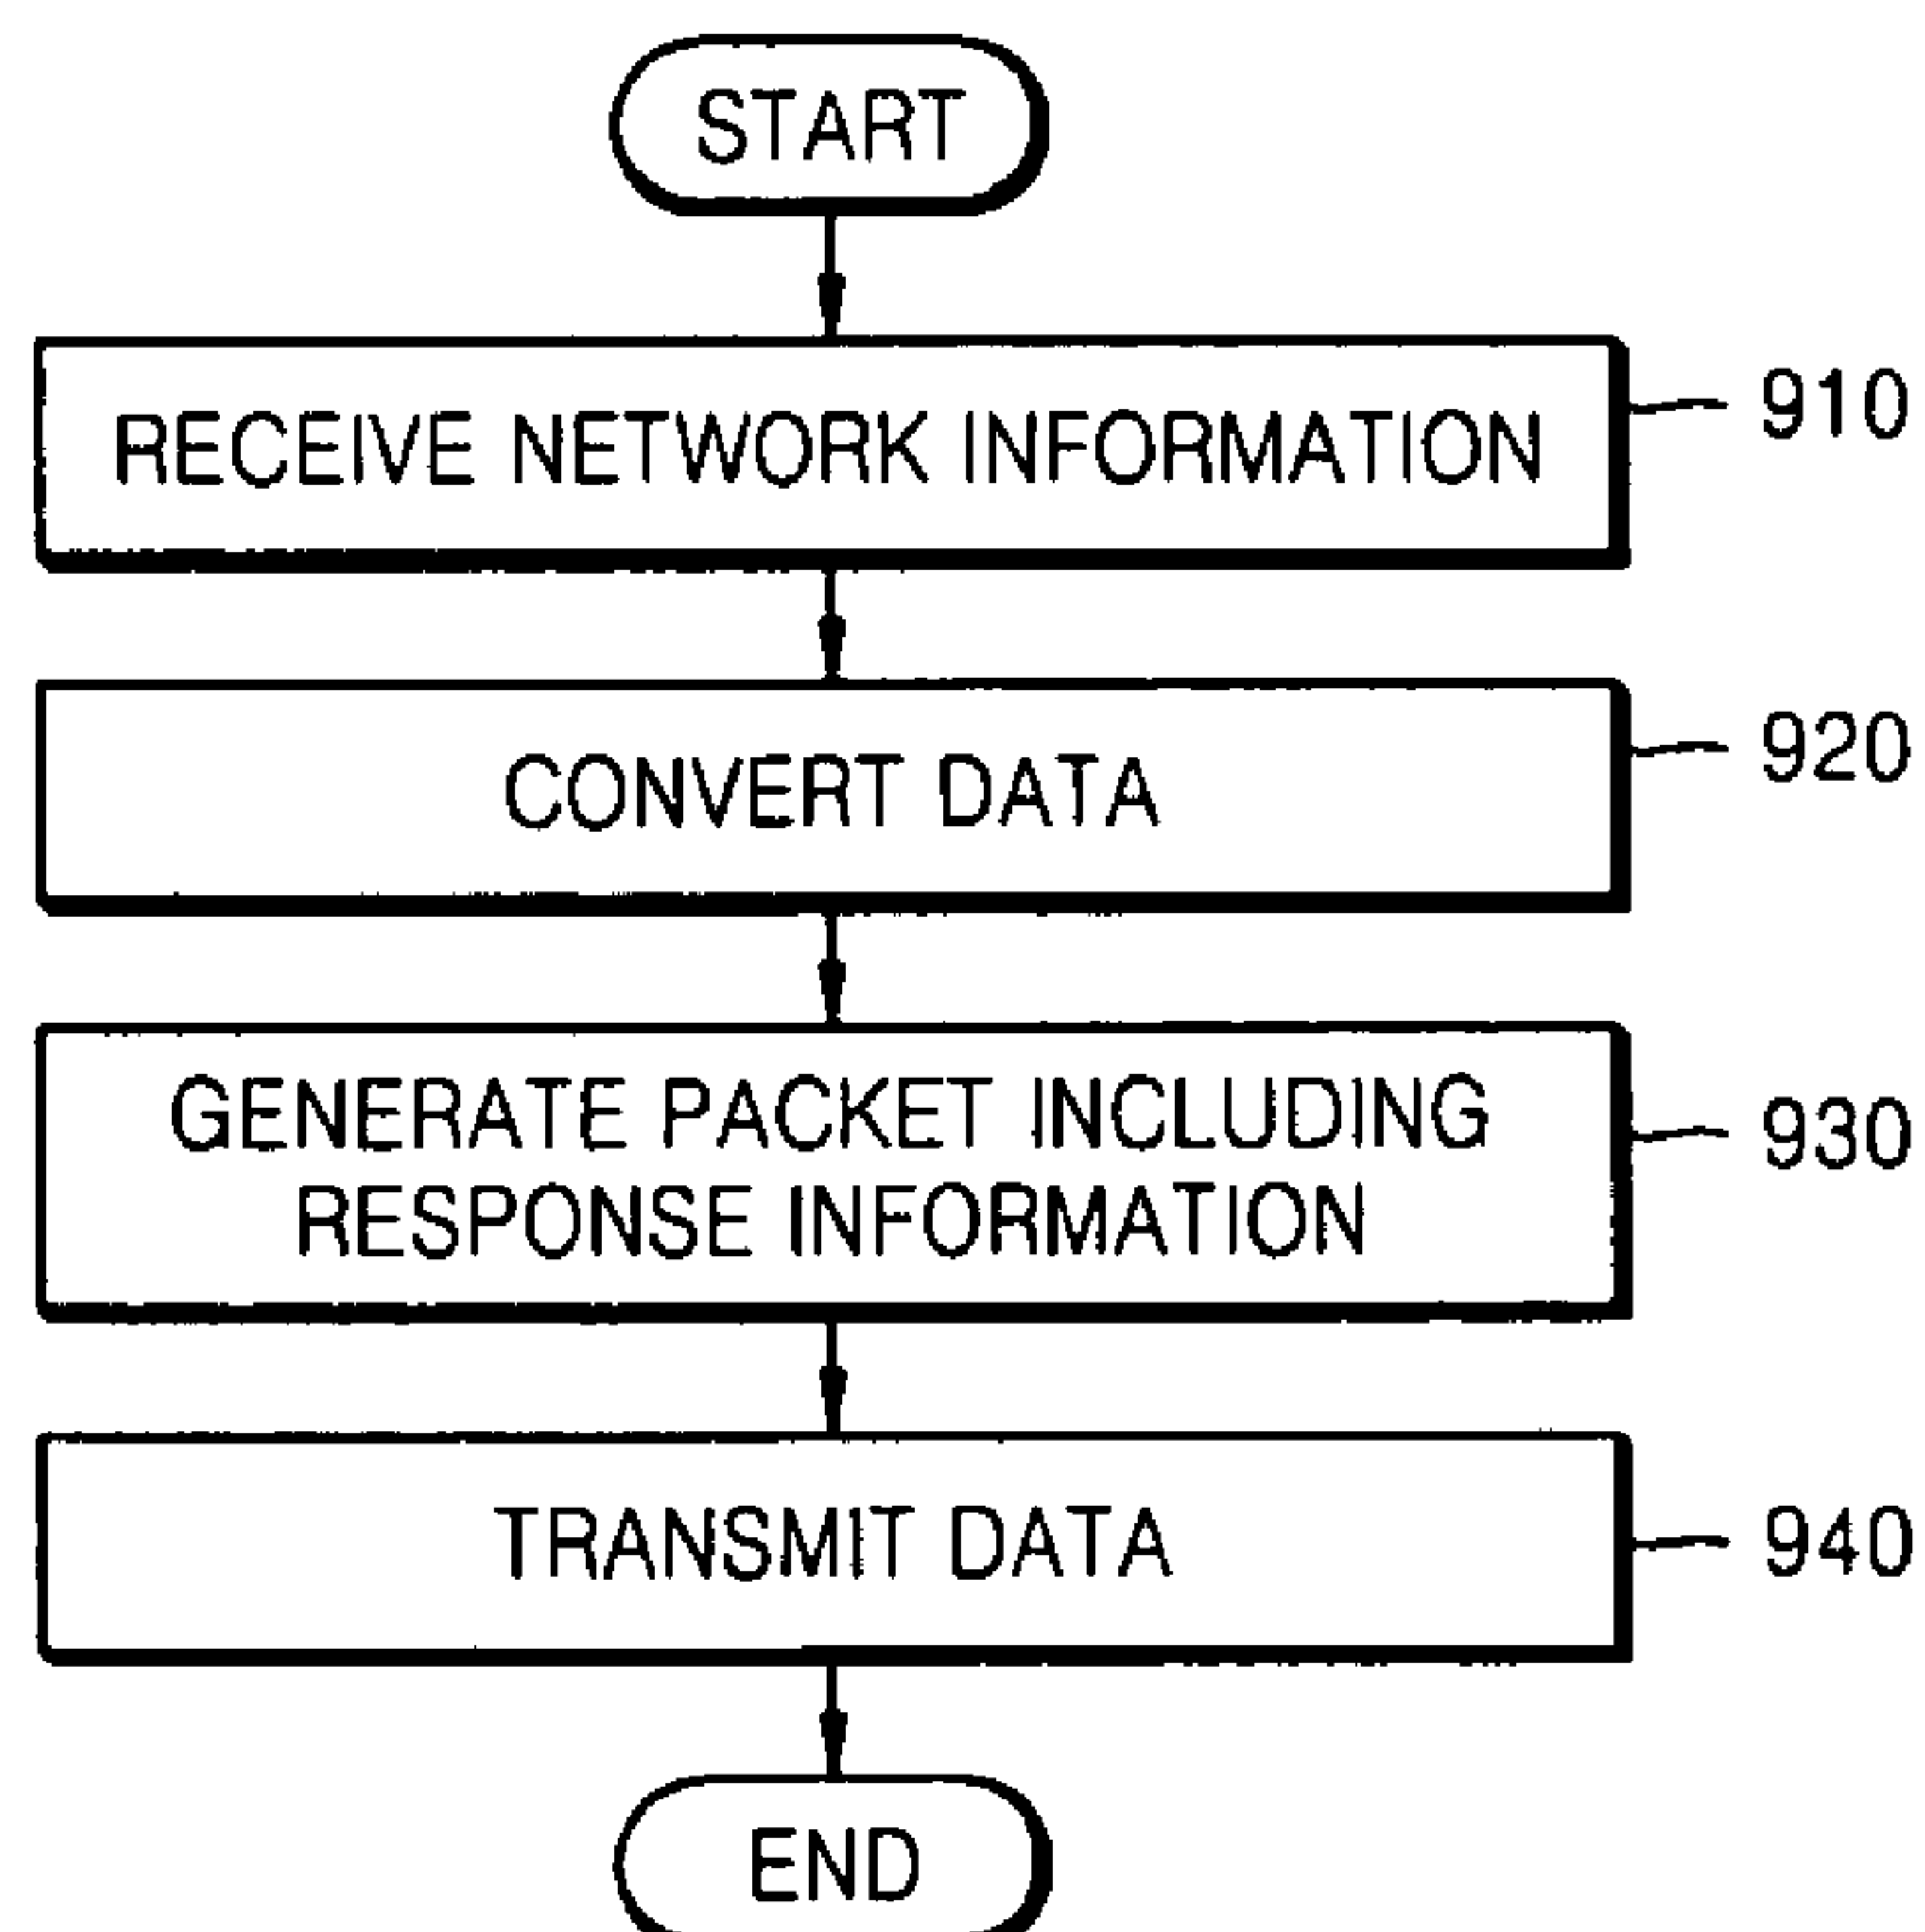 START
RECEIVE NETWORK INFORMATION
910
CONVERT DATA
920
GENERATE PACKET INCLUDING
RESPONSE INFORMATION
930
TRANSMIT DATA
940
END